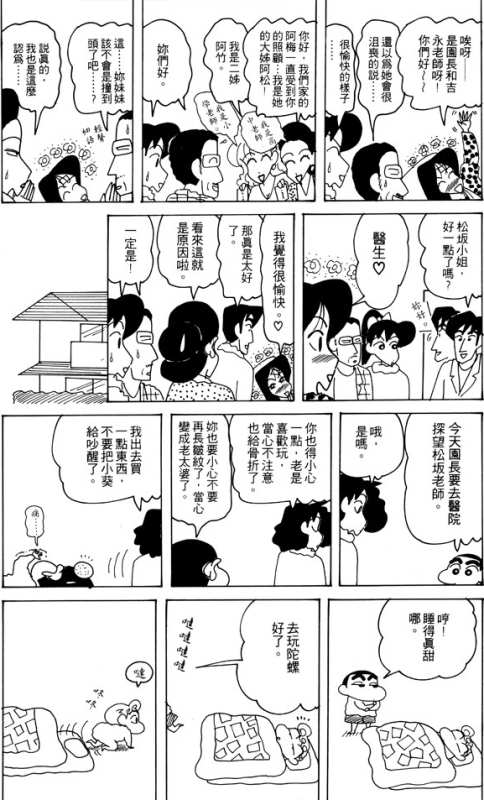 唉呀──
是園長和吉
永老師呀！
你們好～～
還以為她會很
沮喪的說…
…很愉快的樣子
你好，我們家的
阿梅一直受到你
的照顧…我是她
的大姊阿松！
我是二姊
阿竹。
妳們好。
這……妳妹妹
該不會是撞到
頭了吧……？
說真的，
我也是這麼
認為……
松坂小姐，
好一點了嗎？
醫生♡
我覺得很愉快。♡
那真是太好
了。
看來這就
是原因啦。
一定是！
今天園長要去醫院
探望松坂老師。
哦，
是嗎。
你也得小心
一點，老是
喜歡玩，
當心不注意
也給骨折了。
妳也要小心不要
再長皺紋了，當心
變成老太婆了。
我出去買
一點東西，
不要把小葵
給吵醒了。
痛……
哼！
睡得真甜
哪。
去玩陀螺
好了。
噠噠噠噠
噠